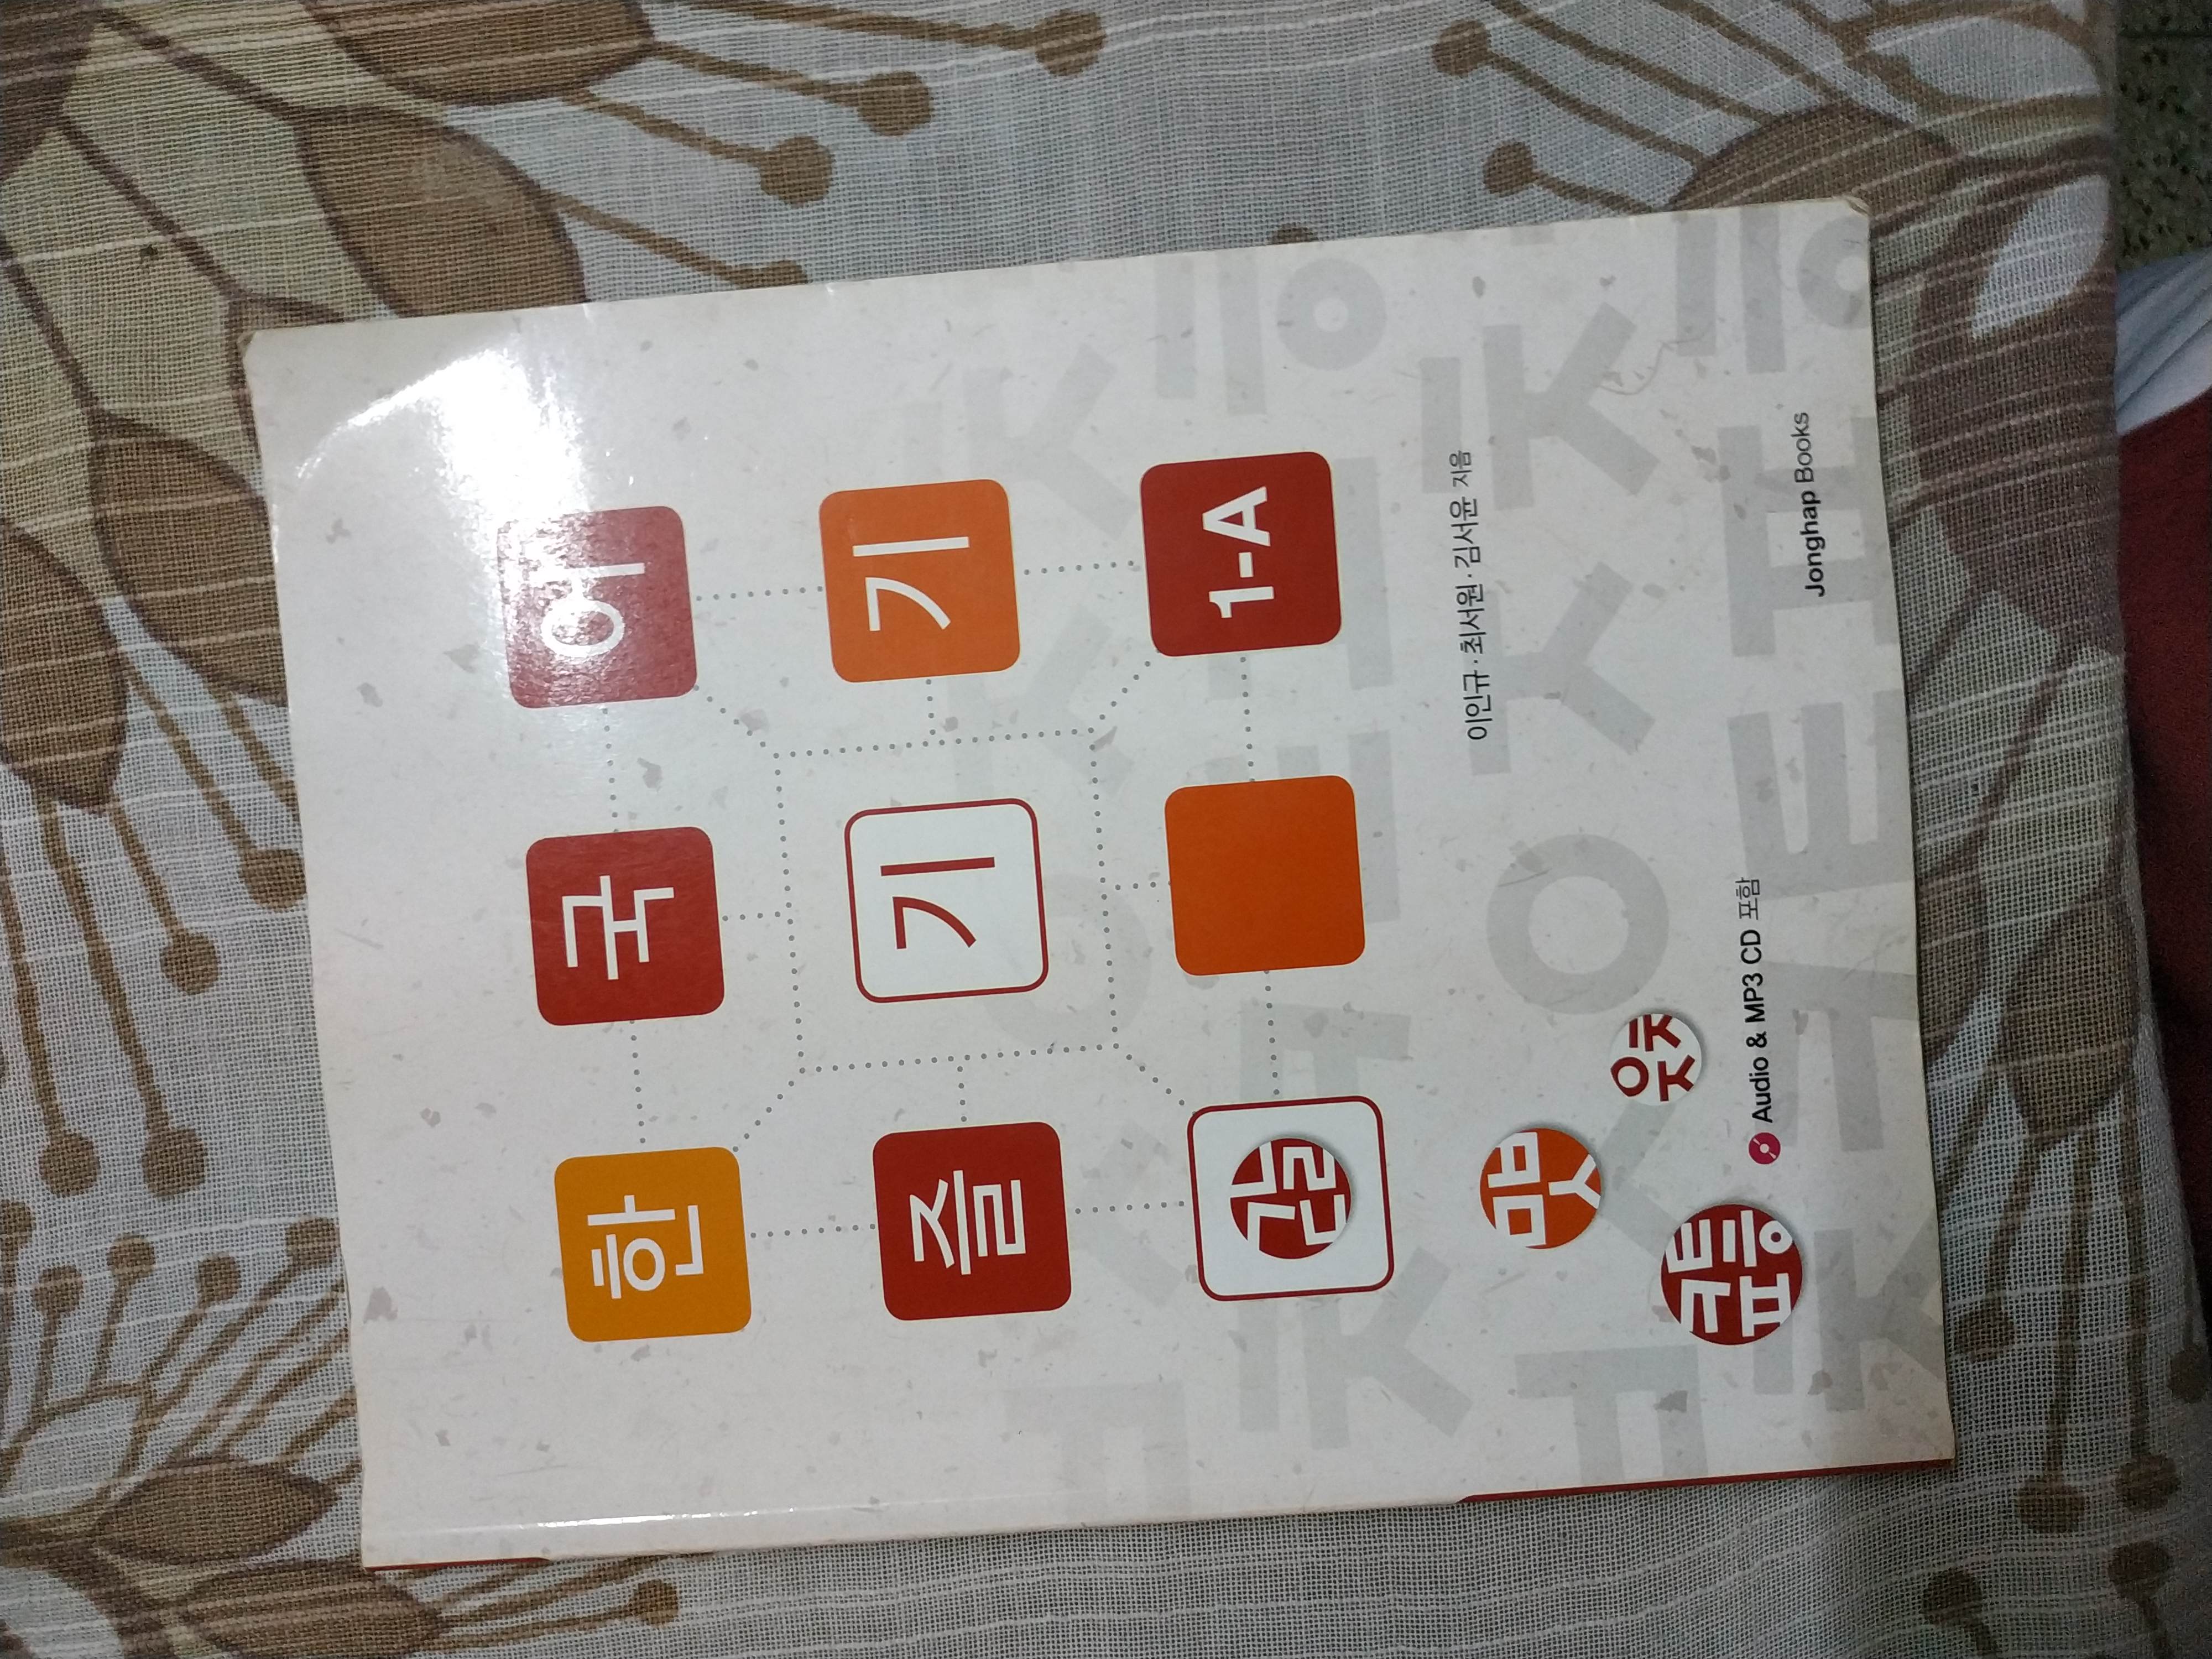 한 국 어
즐 기 기
1-A
이인규·최서원·김서윤 지음
Audio & MP3 CD 포함
Jonghap Books